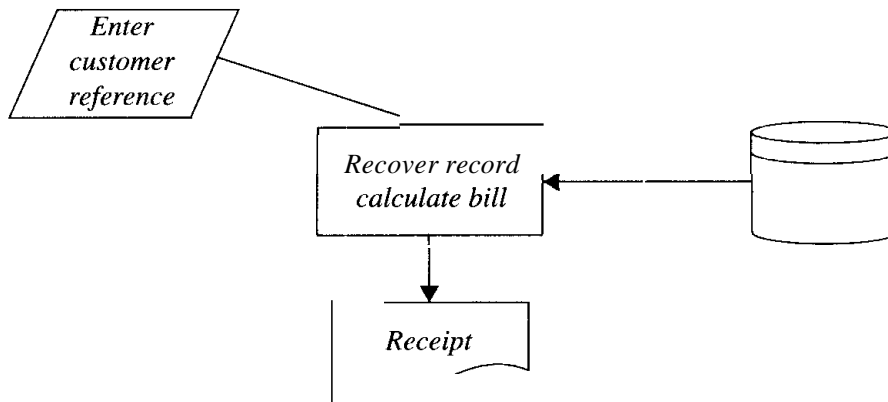 Enter
customer
reference
Recover record
calculate bill
Receipt